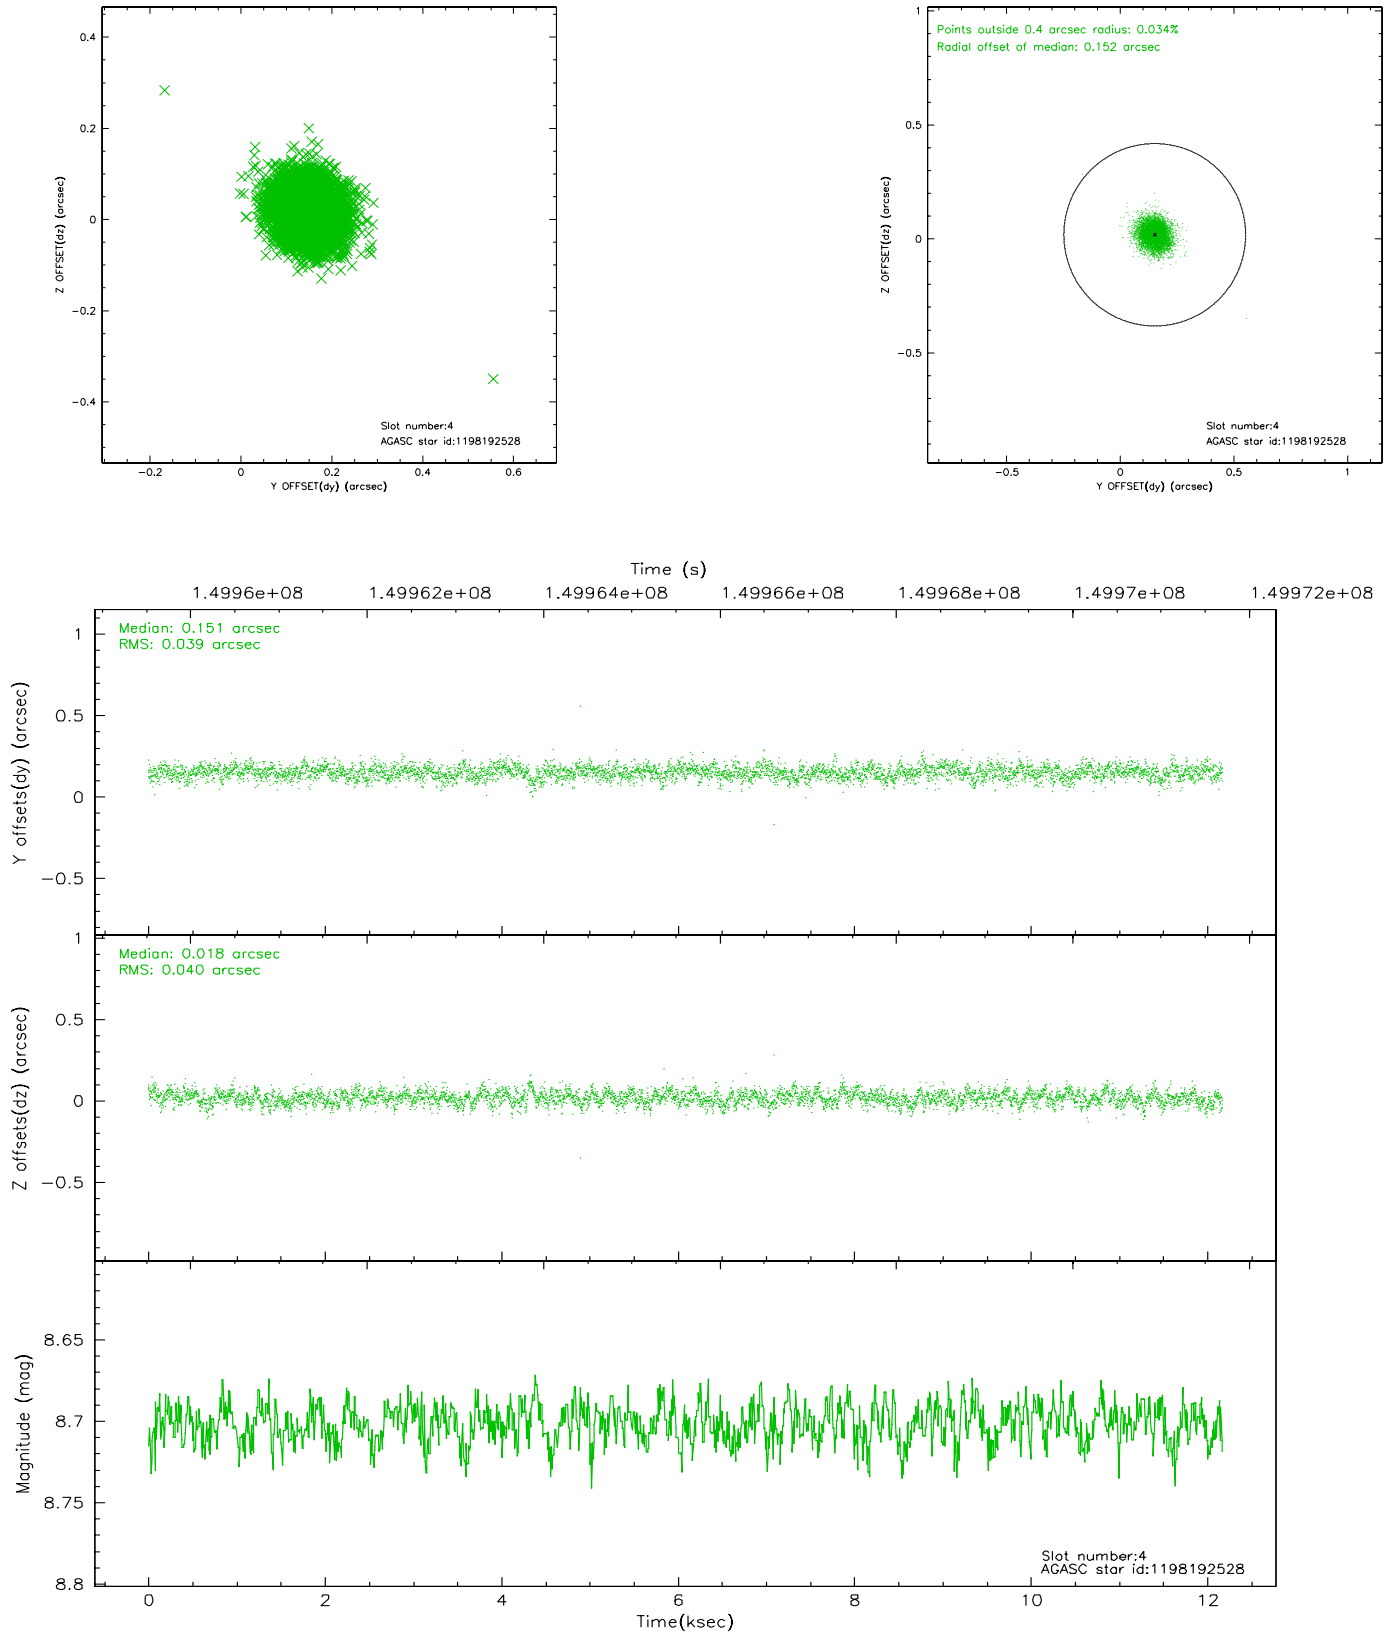 0.4
0.2
0
−0.2
−0.4
Z OFFSET(dz) (arcsec)
Slot number:4
AGASC star id:1198192528
−0.2 0 0.2 0.4 0.6
Y OFFSET(dy) (arcsec)
1
0.5
0
−0.5
Z OFFSET(dz) (arcsec)
Points outside 0.4 arcsec radius: 0.034%
Radial offset of median: 0.152 arcsec
Slot number:4
AGASC star id:1198192528
−0.5 0 0.5 1
Y OFFSET(dy) (arcsec)
Time (s)
1.4996e+08 1.49962e+08 1.49964e+08 1.49966e+08 1.49968e+08 1.4997e+08 1.49972e+08
Median: 0.151 arcsec
RMS: 0.039 arcsec
1
0.5
0
−0.5
Y offsets(dy) (arcsec)
Median: 0.018 arcsec
RMS: 0.040 arcsec
1
0.5
0
−0.5
Z offsets(dz) (arcsec)
8.65
8.7
8.75
8.8
Magnitude (mag)
Slot number:4
AGASC star id:1198192528
0 2 4 6 8 10 12
Time(ksec)